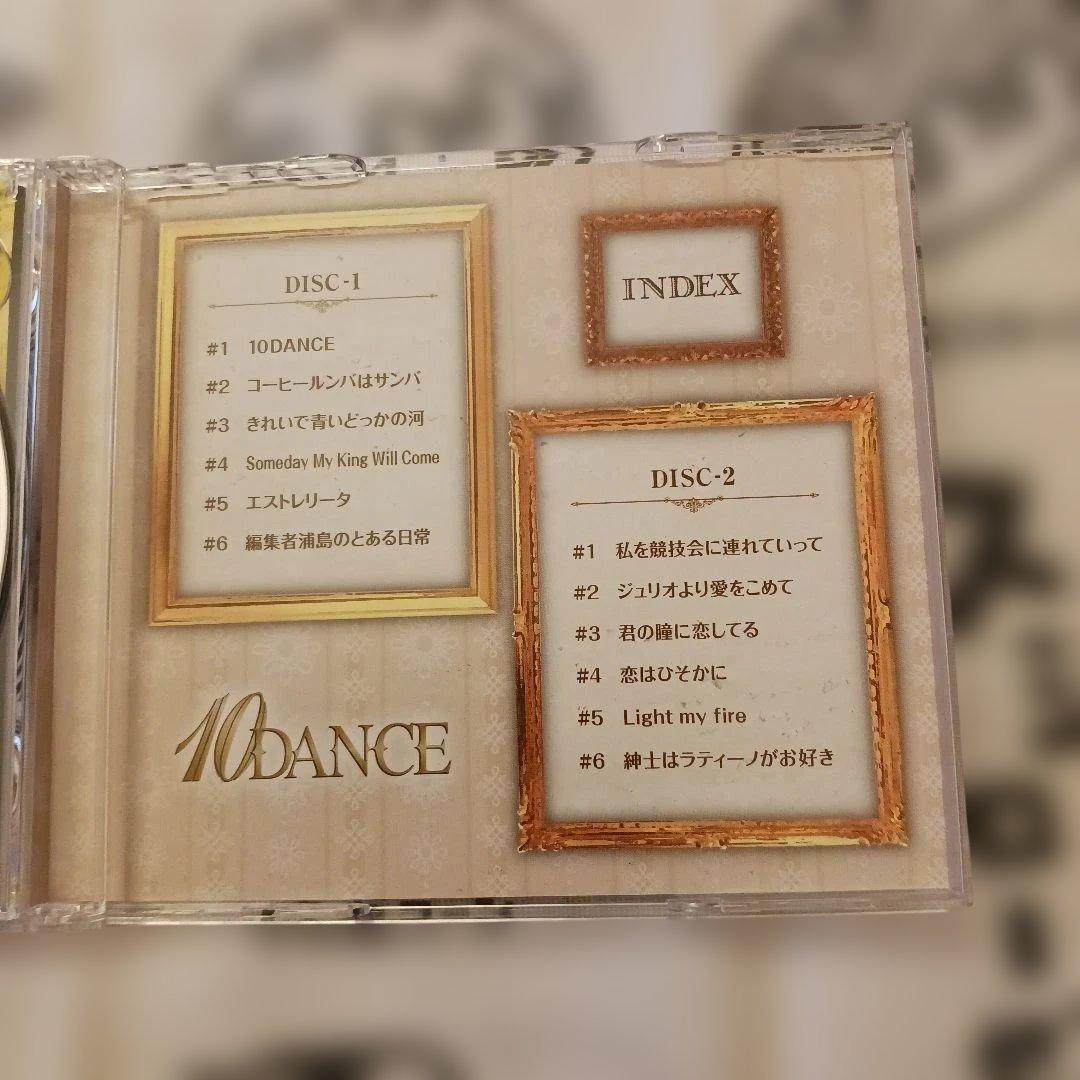 DISC-1
#1 10DANCE
#2 コーヒールンバはサンバ
#3 きれいで青いどっかの河
#4 Someday My King Will Come
#5 エストレリータ
#6 編集者浦島のとある日常
10DANCE
INDEX
DISC-2
#1 私を競技会に連れていって
#2 ジュリオより愛をこめて
#3 君の瞳に恋してる
#4 恋はひそかに
#5 Light my fire
#6 紳士はラティーノがお好き